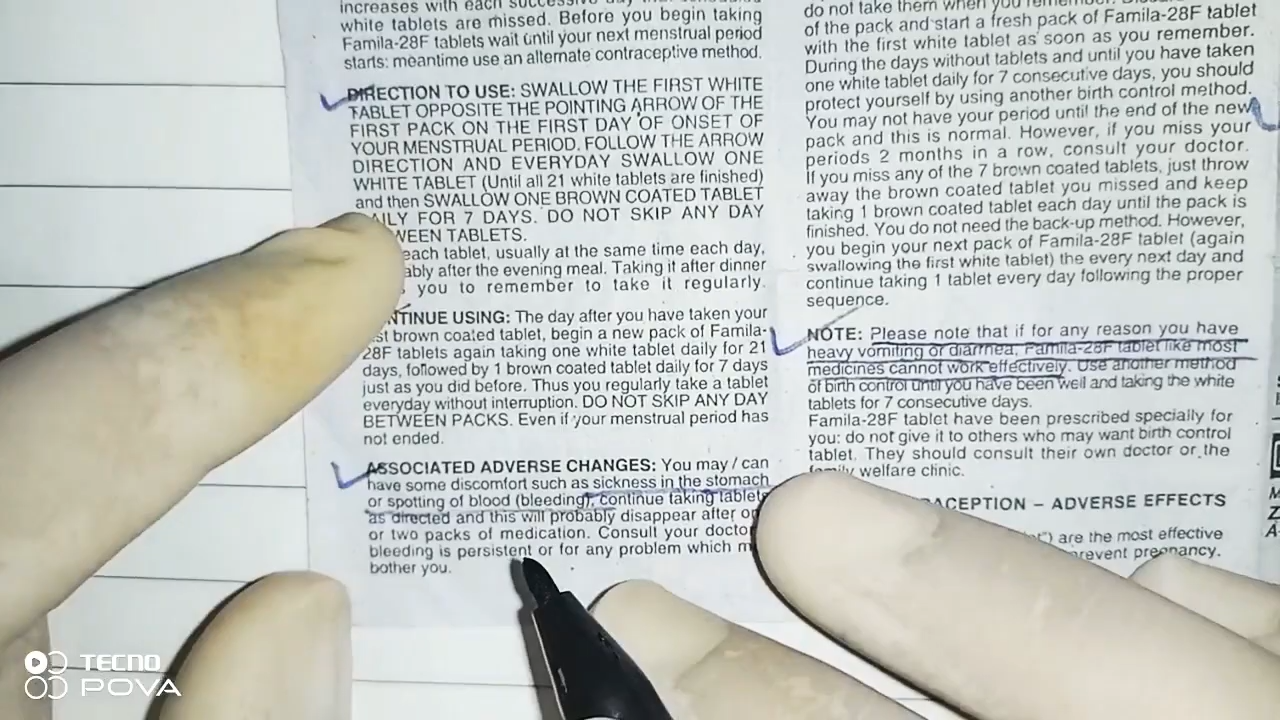 increases with each successive day that scheduled
white tablets are missed. Before you begin taking
Famila-28F tablets wait until your next menstrual period
starts: meantime use an alternate contraceptive method.
DIRECTION TO USE: SWALLOW THE FIRST WHITE
TABLET OPPOSITE THE POINTING ARROW OF THE
FIRST PACK ON THE FIRST DAY OF ONSET OF
YOUR MENSTRUAL PERIOD. FOLLOW THE ARROW
DIRECTION AND EVERYDAY SWALLOW ONE
WHITE TABLET (Until all 21 white tablets are finished)
and then SWALLOW ONE BROWN COATED TABLET
FOR 7 DAYS. DO NOT SKIP ANY DAY
TABLETS.
each tablet, usually at the same time each day,
after the evening meal. Taking it after dinner
you to remember to take it regularly.
USING: The day after you have taken your
brown coated tablet, begin a new pack of Famila-
28F tablets again taking one white tablet daily for 21
days, followed by 1 brown coated tablet daily for 7 days
just as you did before. Thus you regularly take a tablet
everyday without interruption. DO NOT SKIP ANY DAY
BETWEEN PACKS. Even if your menstrual period has
not ended.
ASSOCIATED ADVERSE CHANGES: You may / can
have some discomfort such as sickness in the stomach
or spotting of blood (bleeding), continue taking tablets
as directed and this will probably disappear after
or two packs of medication. Consult your doctor
bleeding is persistent or for any problem which
bother you.
do not take them when you remember.
of the pack and start a fresh pack of Famila-28F tablet
with the first white tablet as soon as you remember.
During the days without tablets and until you have taken
one white tablet daily for 7 consecutive days, you should
protect yourself by using another birth control method.
You may not have your period until the end of the new
pack and this is normal. However, if you miss your
periods 2 months in a row, consult your doctor.
If you miss any of the 7 brown coated tablets, just throw
away the brown coated tablet you missed and keep
taking 1 brown coated tablet each day until the pack is
finished. You do not need the back-up method. However,
you begin your next pack of Famila-28F tablet (again
swallowing the first white tablet) the every next day and
continue taking 1 tablet every day following the proper
sequence.
NOTE: Please note that if for any reason you have
heavy vomiting or diarrhea, Famila-28F tablet like most
medicines cannot work effectively. Use another method
of birth control until you have been well and taking the white
tablets for 7 consecutive days.
Famila-28F tablet have been prescribed specially for
you: do not give it to others who may want birth control
tablet. They should consult their own doctor or the
family welfare clinic.
– ADVERSE EFFECTS
are the most effective
prevent pregnancy.
TECNO
POVA